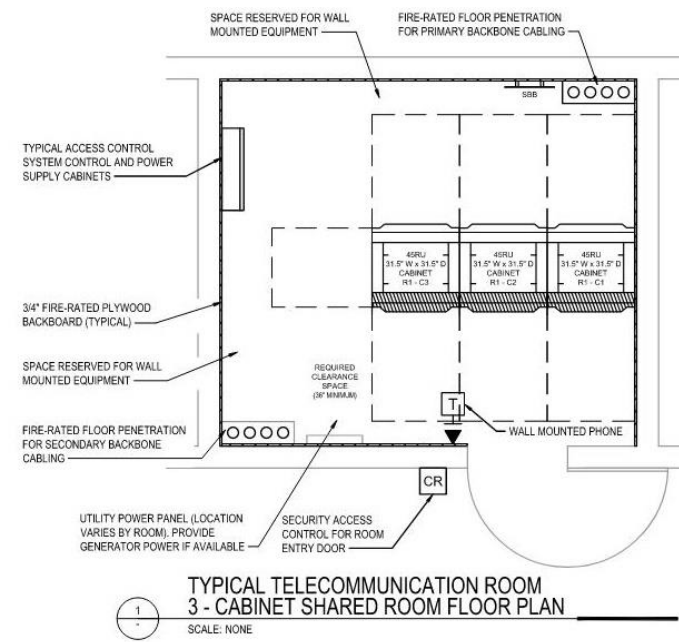 SPACE RESERVED FOR WALL
MOUNTED EQUIPMENT
FIRE-RATED FLOOR PENETRATION
FOR PRIMARY BACKBONE CABLING
SBB
TYPICAL ACCESS CONTROL
SYSTEM CONTROL AND POWER
SUPPLY CABINETS
45RU
31.5" W x 31.5" D
CABINET
R1 - C3
45RU
31.5" W x 31.5" D
CABINET
R1 - C2
45RU
31.5" W x 31.5" D
CABINET
R1 - C1
3/4" FIRE-RATED PLYWOOD
BACKBOARD (TYPICAL)
SPACE RESERVED FOR WALL
MOUNTED EQUIPMENT
REQUIRED
CLEARANCE
SPACE
(36" MINIMUM)
T
FIRE-RATED FLOOR PENETRATION
FOR SECONDARY BACKBONE
CABLING
WALL MOUNTED PHONE
CR
UTILITY POWER PANEL (LOCATION
VARIES BY ROOM). PROVIDE
GENERATOR POWER IF AVAILABLE
SECURITY ACCESS
CONTROL FOR ROOM
ENTRY DOOR
TYPICAL TELECOMMUNICATION ROOM
3 - CABINET SHARED ROOM FLOOR PLAN
1
-
SCALE: NONE